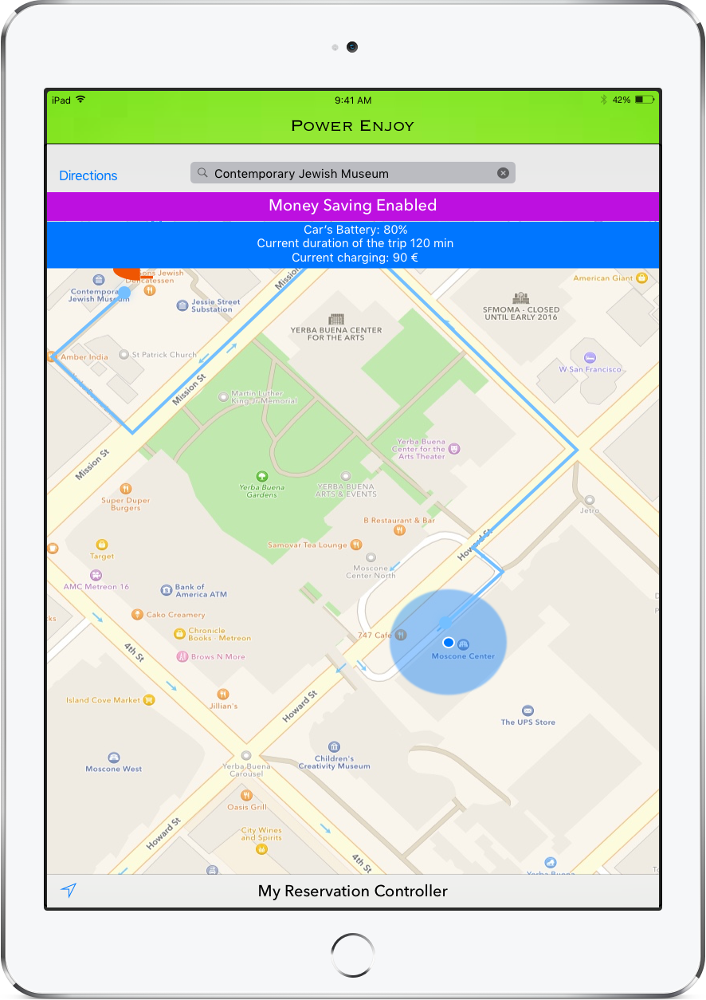 iPad
9:41 AM
42%
POWER ENJOY
Directions
Contemporary Jewish Museum
Money Saving Enabled
Car's Battery: 80%
Current duration of the trip 120 min
Current charging: 90 €
Jewish
Delicatessen
Contemporary
Jewish Museum
Mission
American Giant
Jessie Street
Substation
SFMOMA - CLOSED
UNTIL EARLY 2016
YERBA BUENA CENTER
FOR THE ARTS
Amber India
St Patrick Church
W San Francisco
Mission St
Martin Luther
King Jr Memorial
Mission St
Yerba Buena
Center for the
Arts Theater
Yerba Buena
Gardens
YERBA BUENA
ARTS & EVENTS
Super Duper
Burgers
Jetro
B Restaurant & Bar
Samovar Tea Lounge
Howard St
Target
Moscone
Center North
AMC Metreon 16
Bank of
America ATM
Cako Creamery
Chronicle
Books - Metreon
747 Cafe
4th St
Brows N More
Moscone Center
Island Cove Market
Jillian's
Howard St
The UPS Store
Moscone West
Yerba Buena
Carousel
Children's
Creativity Museum
Oasis Grill
Howard St
City Wines
and Spirits
4th St
Yerba Buena
My Reservation Controller